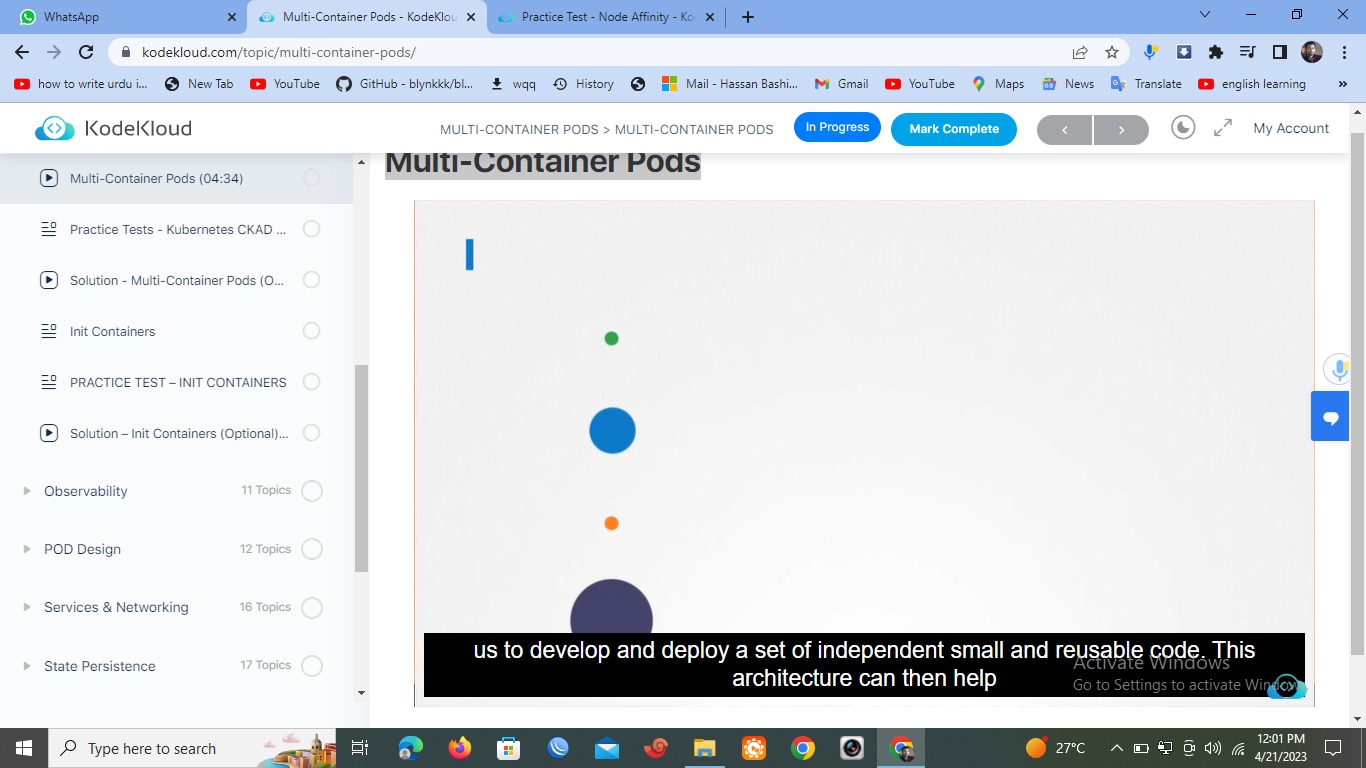 WhatsApp
Multi-Container Pods - KodeKlou
Practice Test - Node Affinity - Ko
kodekloud.com/topic/multi-container-pods/
how to write urdu i...
New Tab
YouTube
GitHub - blynkkk/bl...
wqq
History
Mail - Hassan Bashi...
Gmail
YouTube
Maps
News
Translate
english learning
KodeKloud
MULTI-CONTAINER PODS > MULTI-CONTAINER PODS
In Progress
Mark Complete
My Account
Multi-Container Pods (04:34)
Practice Tests - Kubernetes CKAD ...
Solution - Multi-Container Pods (O...
Init Containers
PRACTICE TEST – INIT CONTAINERS
Solution – Init Containers (Optional)...
Observability
11 Topics
POD Design
12 Topics
Services & Networking
16 Topics
State Persistence
17 Topics
Multi-Container Pods
us to develop and deploy a set of independent small and reusable code. This
architecture can then help
Activate Windows
Go to Settings to activate Windows.
Type here to search
27°C
12:01 PM
4/21/2023